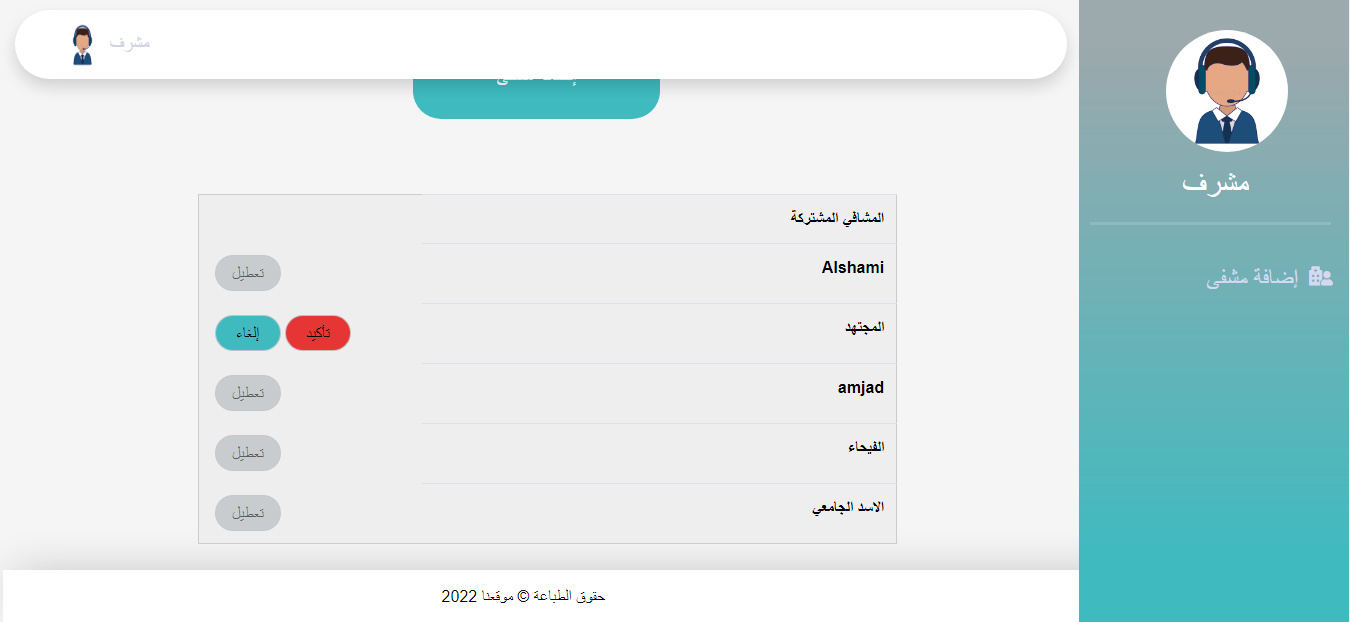 مشرف
إضافة مشفى
مشرف
المشافي المشتركة
Alshami
تعطيل
المجتهد
تأكيد
إلغاء
amjad
تعطيل
الفيحاء
تعطيل
الاسد الجامعي
تعطيل
حقوق الطباعة © موقعنا 2022